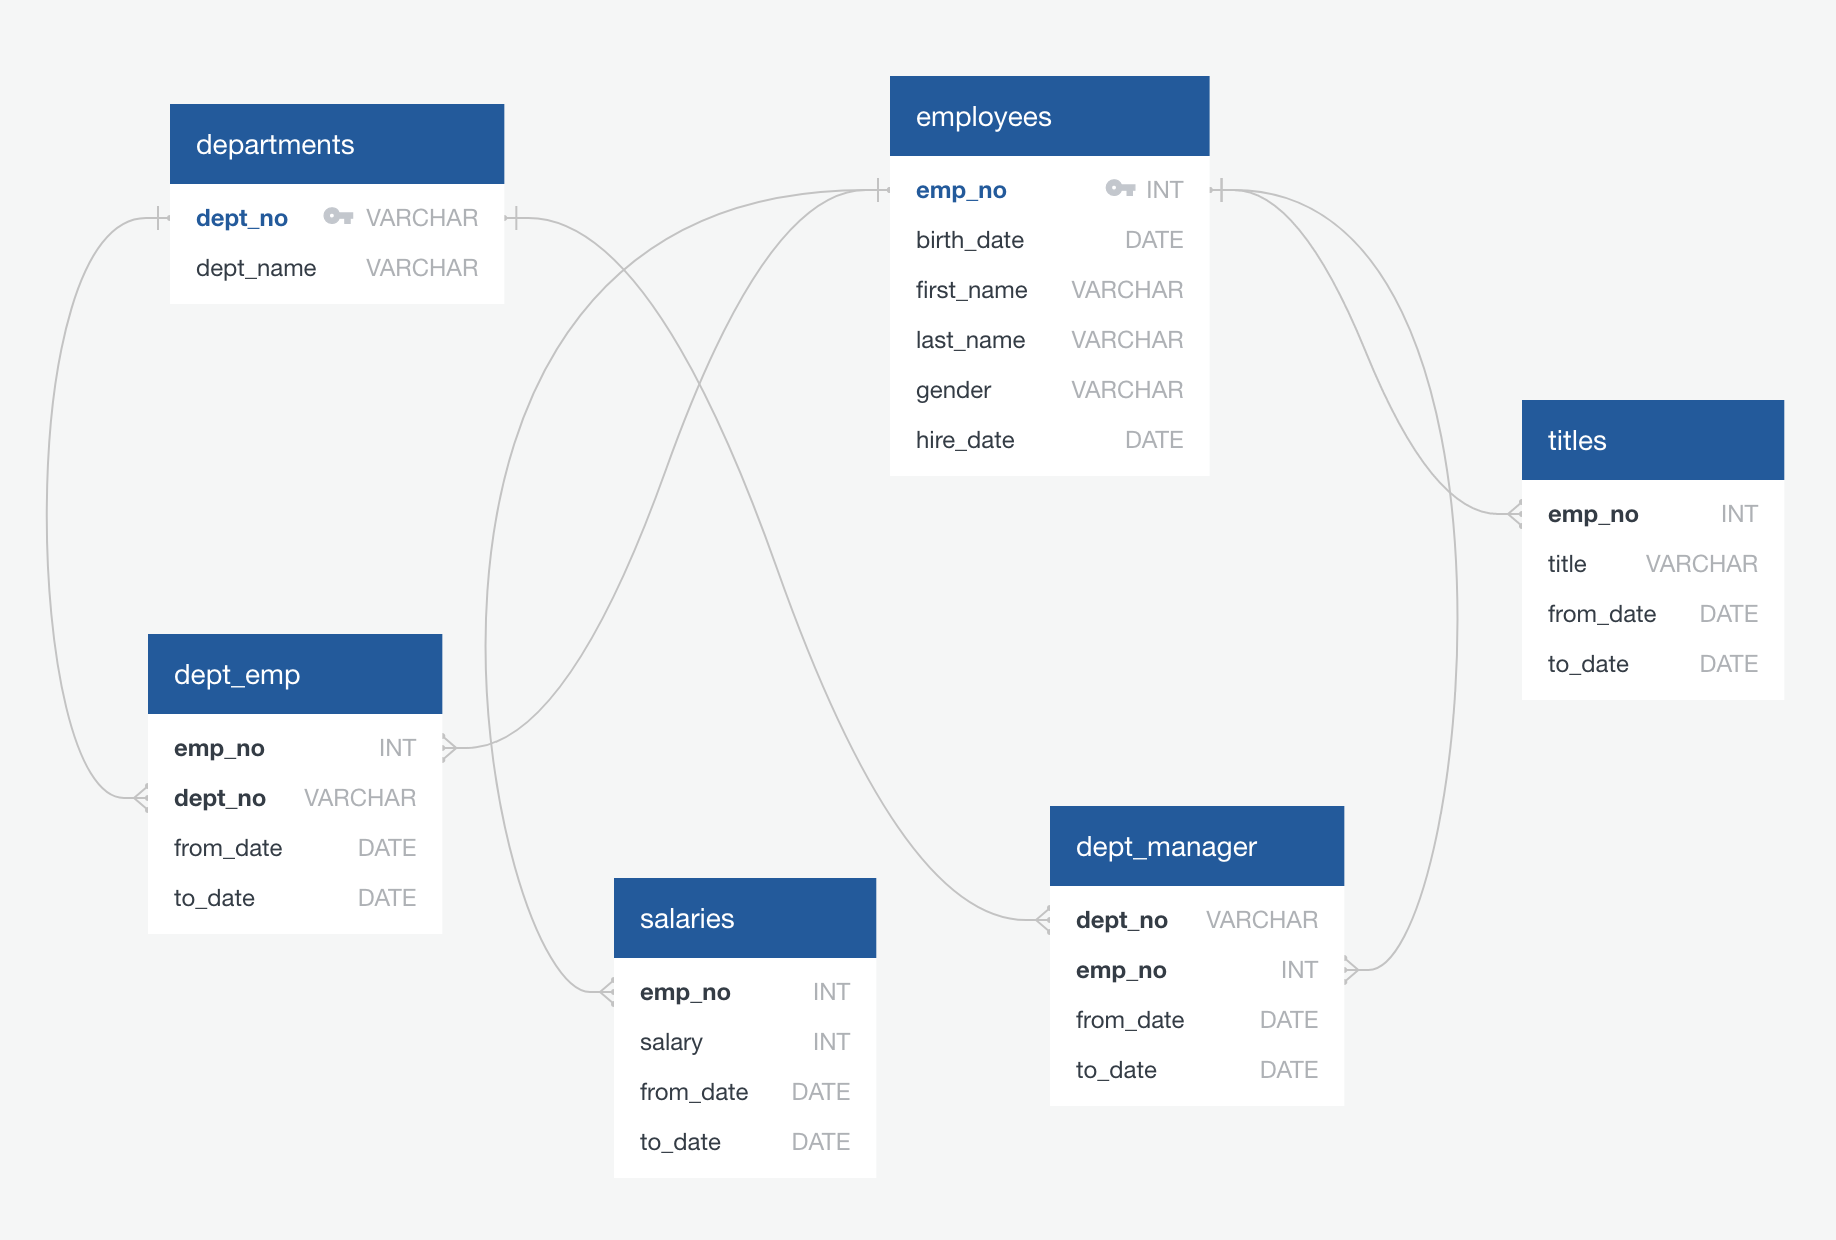 departments
dept_no VARCHAR
dept_name VARCHAR
employees
emp_no INT
birth_date DATE
first_name VARCHAR
last_name VARCHAR
gender VARCHAR
hire_date DATE
titles
emp_no INT
title VARCHAR
from_date DATE
to_date DATE
dept_emp
emp_no INT
dept_no VARCHAR
from_date DATE
to_date DATE
salaries
emp_no INT
salary INT
from_date DATE
to_date DATE
dept_manager
dept_no VARCHAR
emp_no INT
from_date DATE
to_date DATE